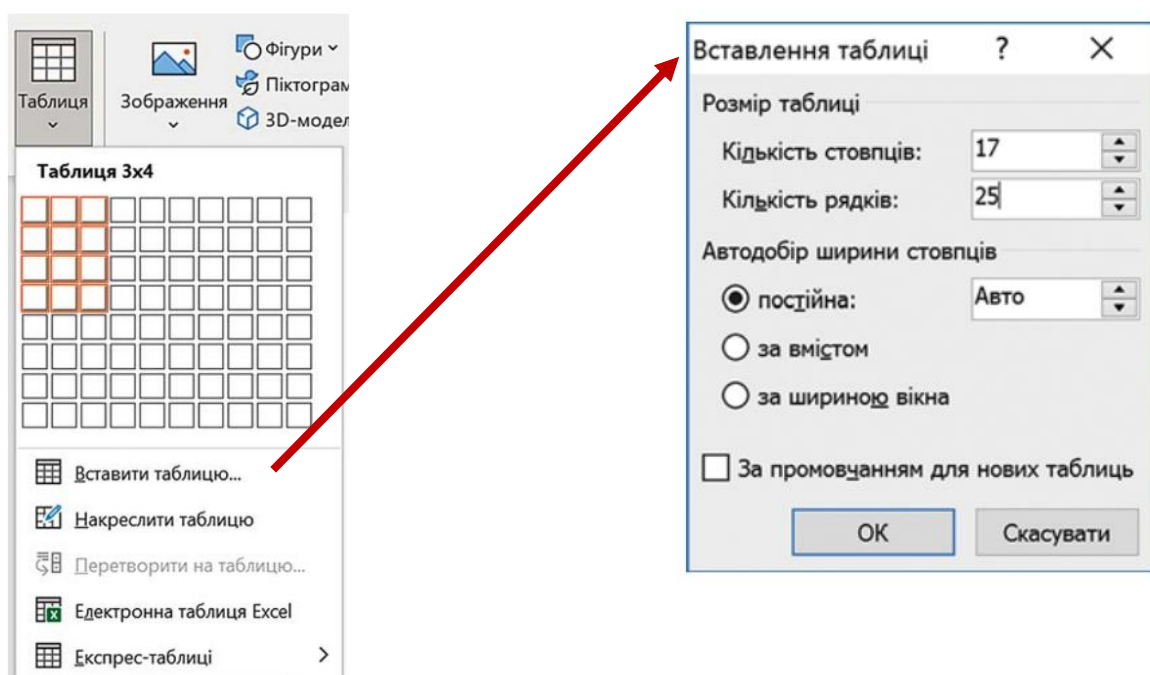 Таблиця
Зображення
Фігури
Піктограм
3D-модел
Таблиця 3x4
Вставити таблицю...
Накреслити таблицю
Перетворити на таблицю...
Електронна таблиця Excel
Експрес-таблиці
Вставлення таблиці ?
Розмір таблиці
Кількість стовпців: 17
Кількість рядків: 25
Автодобір ширини стовпців
постійна: Авто
за вмістом
за шириною вікна
За промовчанням для нових таблиць
ОК Скасувати